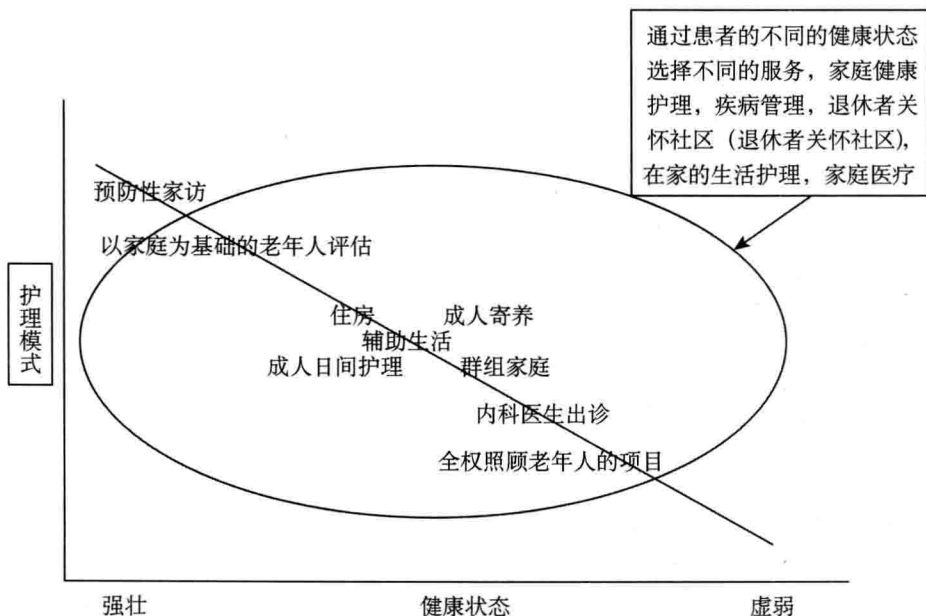 通过患者的不同的健康状态
选择不同的服务，家庭健康
护理，疾病管理，退休者关
怀社区（退休者关怀社区），
在家的生活护理，家庭医疗
预防性家访
以家庭为基础的老年人评估
护理模式
住房
成人寄养
辅助生活
成人日间护理
群组家庭
内科医生出诊
全权照顾老年人的项目
强壮
健康状态
虚弱